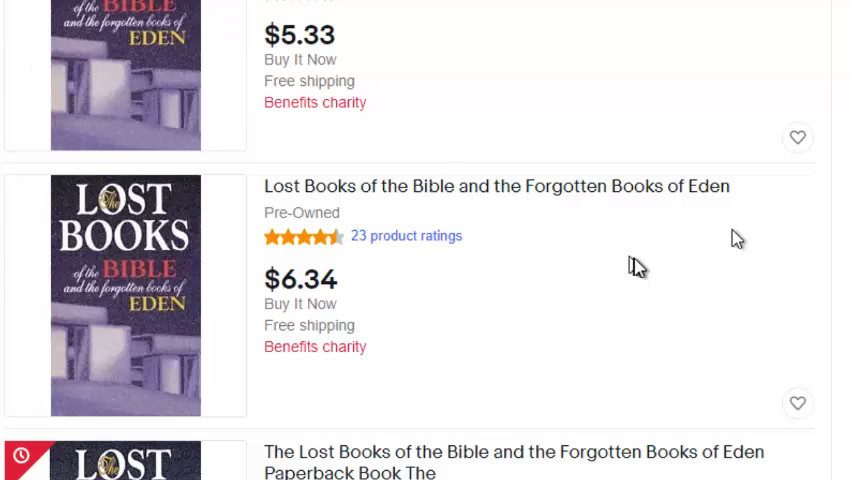 BIBLE
and the forgotten books of
EDEN
$5.33
Buy It Now
Free shipping
Benefits charity
The LOST
BOOKS
of the BIBLE
and the forgotten books of
EDEN
Lost Books of the Bible and the Forgotten Books of Eden
Pre-Owned
23 product ratings
$6.34
Buy It Now
Free shipping
Benefits charity
The LOST
The Lost Books of the Bible and the Forgotten Books of Eden
Paperback Book The